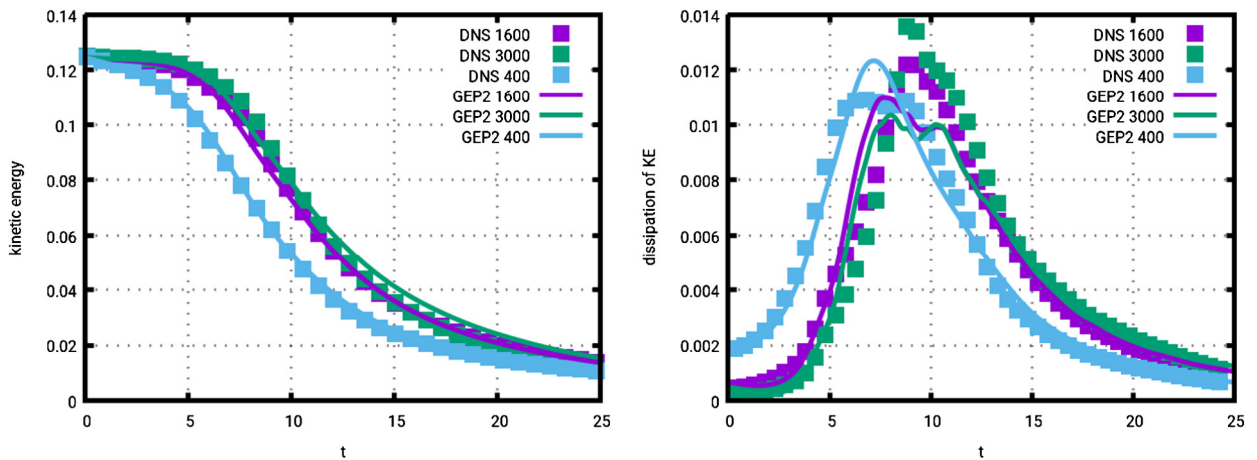 0.14
0.12
0.1
0.08
0.06
0.04
0.02
0
kinetic energy
DNS 1600
DNS 3000
DNS 400
GEP2 1600
GEP2 3000
GEP2 400
0 5 10 15 20 25
t
0.014
0.012
0.01
0.008
0.006
0.004
0.002
0
dissipation of KE
DNS 1600
DNS 3000
DNS 400
GEP2 1600
GEP2 3000
GEP2 400
0 5 10 15 20 25
t